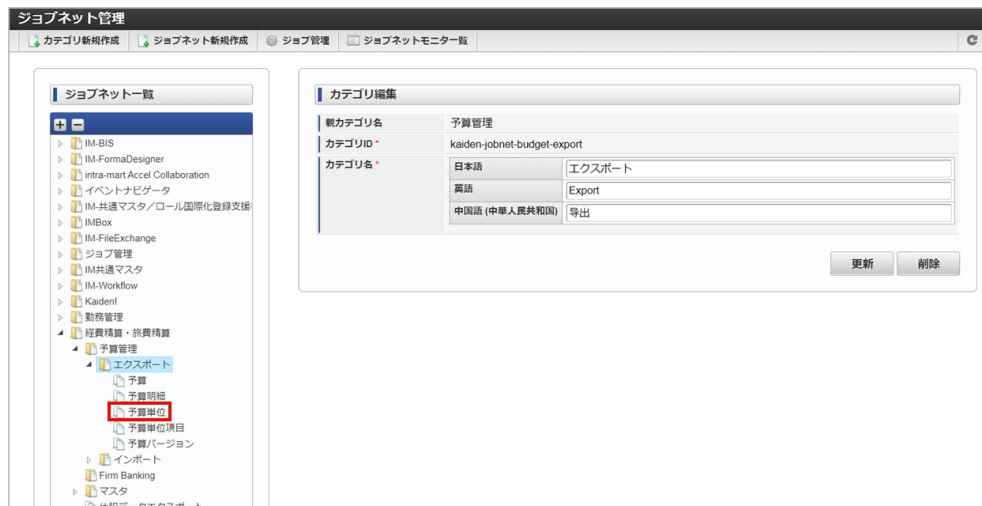 ジョブネット管理
カテゴリ新規作成 ジョブネット新規作成 ジョブ管理 ジョブネットモニタ一覧
ジョブネット一覧
IM-BIS
IM-FormaDesigner
intra-mart Accel Collaboration
イベントナビゲータ
IM-共通マスタ／ロール国際化登録支援
IMBox
IM-FileExchange
ジョブ管理
IM共通マスタ
IM-Workflow
Kaiden!
勤務管理
経費精算・旅費精算
予算管理
エクスポート
予算
予算明細
予算単位
予算単位項目
予算バージョン
インポート
Firm Banking
マスタ
カテゴリ編集
親カテゴリ名 予算管理
カテゴリID * kaiden-jobnet-budget-export
カテゴリ名 * 日本語 エクスポート
英語 Export
中国語 (中華人民共和国) 导出
更新 削除